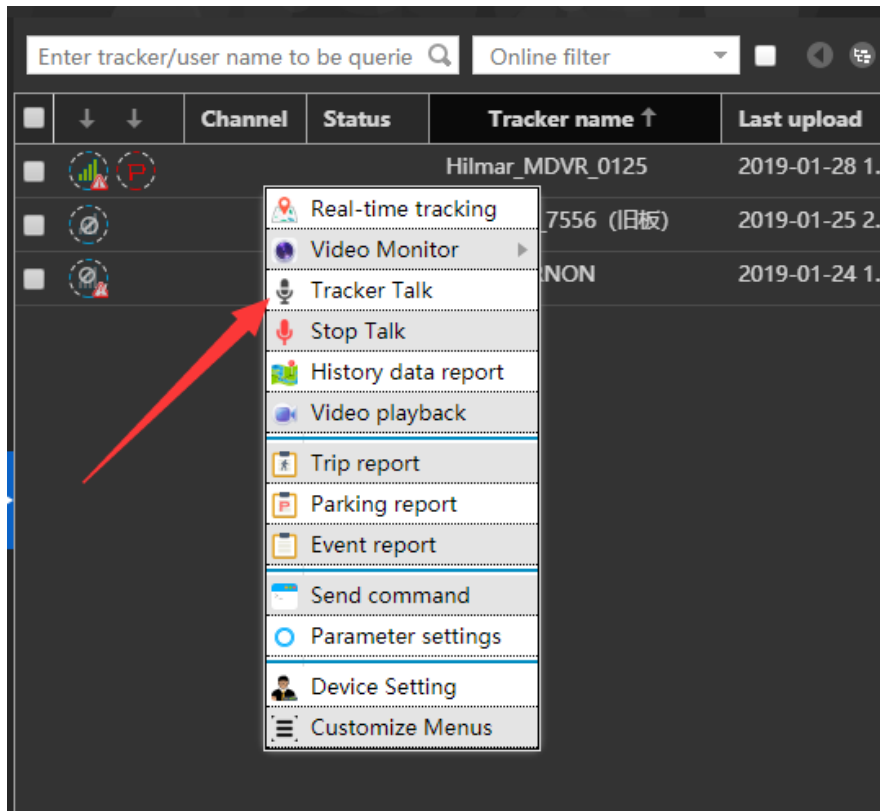 Enter tracker/user name to be querie
Online filter
Channel Status Tracker name ↑ Last upload
Hilmar_MDVR_0125 2019-01-28 1.
_7556 (旧板) 2019-01-25 2.
NON 2019-01-24 1.
Real-time tracking
Video Monitor
Tracker Talk
Stop Talk
History data report
Video playback
Trip report
Parking report
Event report
Send command
Parameter settings
Device Setting
Customize Menus